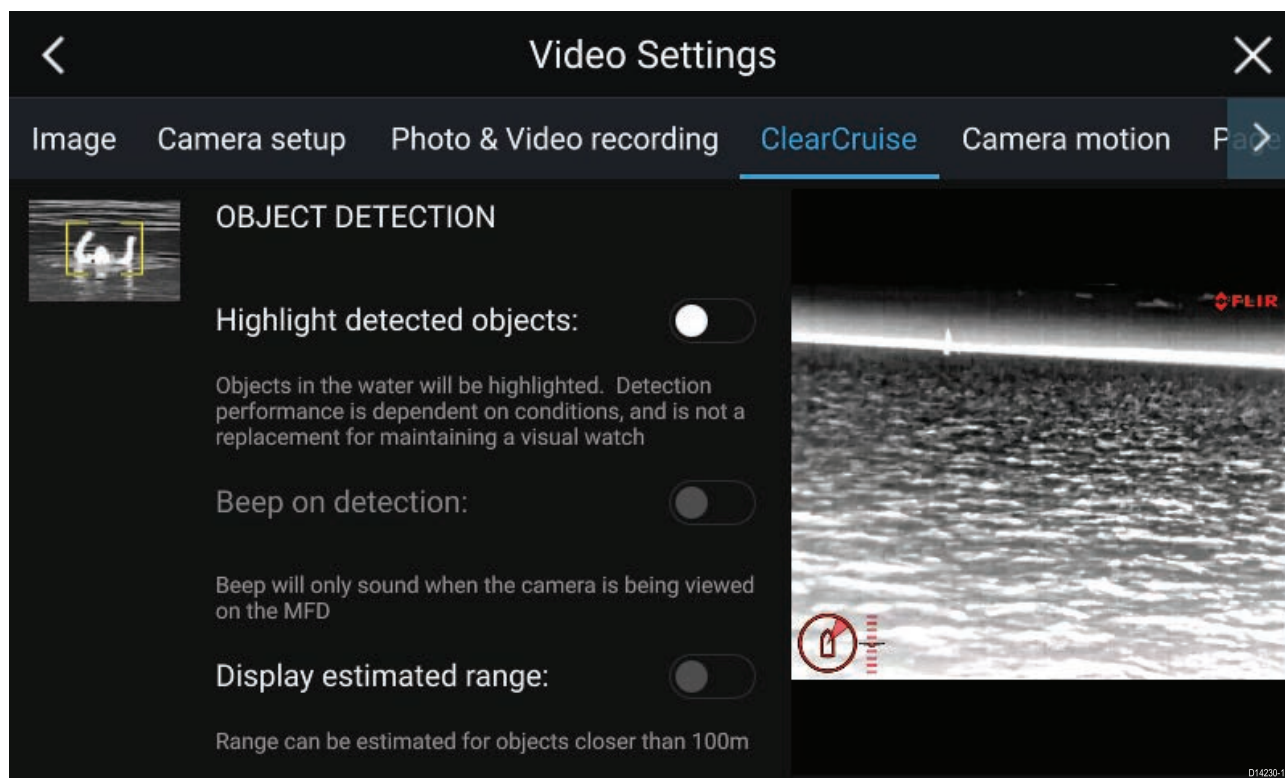 Video Settings
Image Camera setup Photo & Video recording ClearCruise Camera motion Page
OBJECT DETECTION
Highlight detected objects:
Objects in the water will be highlighted. Detection
performance is dependent on conditions, and is not a
replacement for maintaining a visual watch
Beep on detection:
Beep will only sound when the camera is being viewed
on the MFD
Display estimated range:
Range can be estimated for objects closer than 100m
FLIR
D14230-1